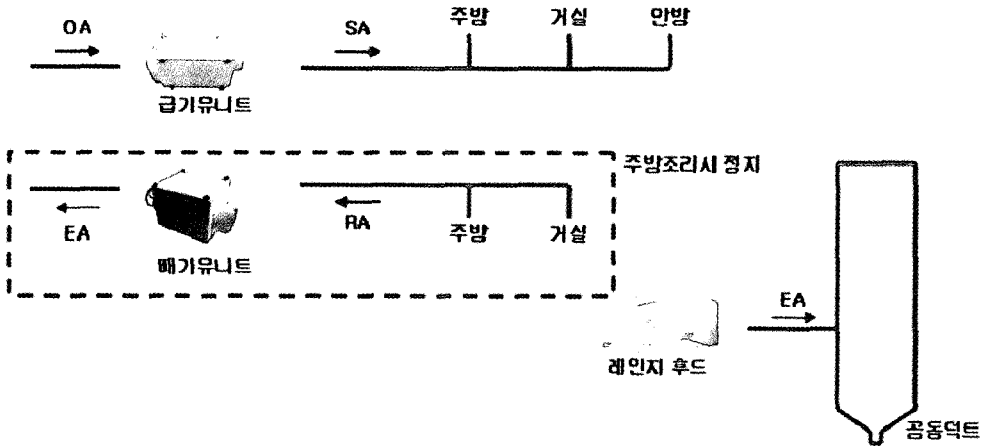 OA
SA
주방
거실
안방
급기유니트
주방조리시 정지
EA
RA
주방
거실
배기유니트
EA
레인지 후드
공동덕트